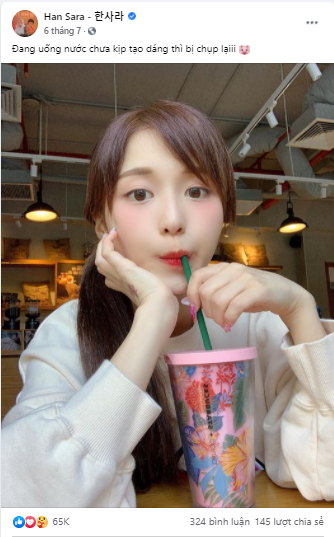 Han Sara - 한사라
6 tháng 7 ·
Đang uống nước chưa kịp tạo dáng thì bị chụp lạiii 🐷
65K
324 bình luận 145 lượt chia sẻ